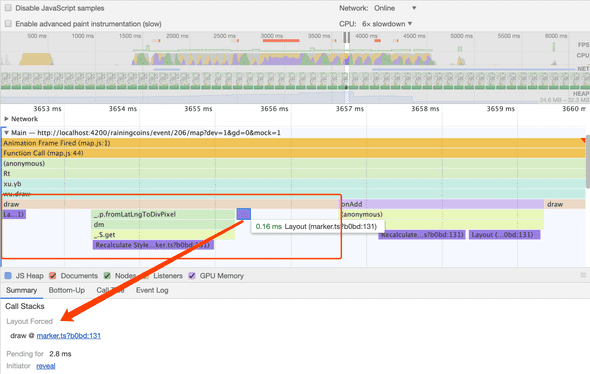 Disable JavaScript samples Network: Online
Enable advanced paint instrumentation (slow) CPU: 6x slowdown
500 ms 1000 ms 1500 ms 2000 ms 2500 ms 3000 ms 3500 ms 4000 ms 4500 ms 5000 ms 5500 ms 6000 ms
FPS
CPU
NET
HEAP
24.6 MB – 52.3 MB
3653 ms 3654 ms 3655 ms 3656 ms 3657 ms 3658 ms 3659 ms 3660 m
Network
Main — http://localhost:4200/rainingcoins/event/206/map?dev=1&gd=0&mock=1
Animation Frame Fired (map.js:1)
Function Call (map.js:44)
(anonymous)
Rt
xu.yb
wu.draw
draw onAdd draw
La...1) _.p.fromLatLngToDivPixel (anonymous)
dm 0.16 ms Layout (marker.ts?b0bd:131)
_.S.get Recalculate...s?b0bd:131) Layout (...0bd:131)
Recalculate Style...ker.ts?b0bd:131)
JS Heap Documents Nodes Listeners GPU Memory
Summary Bottom-Up Call Event Log
Call Stacks
Layout Forced
draw @ marker.ts?b0bd:131
Pending for 2.8 ms
Initiator reveal